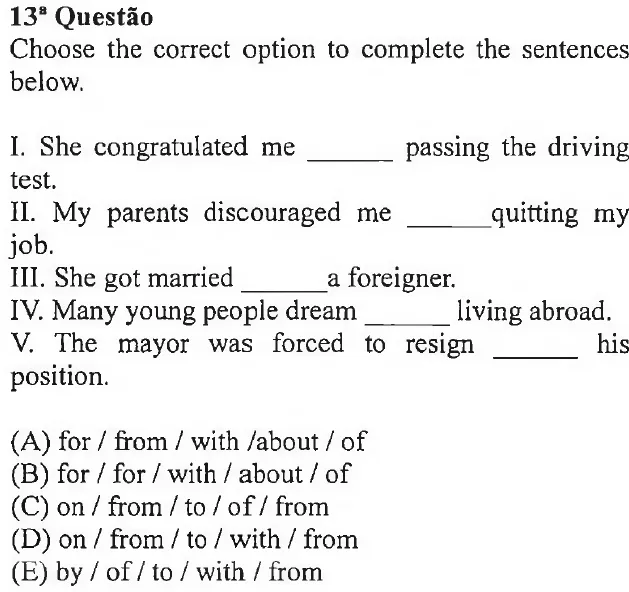 13ª Questão
Choose the correct option to complete the sentences
below.
I. She congratulated me ______ passing the driving
test.
II. My parents discouraged me ______quitting my
job.
III. She got married ______a foreigner.
IV. Many young people dream ______ living abroad.
V. The mayor was forced to resign ______ his
position.
(A) for / from / with /about / of
(B) for / for / with / about / of
(C) on / from / to / of / from
(D) on / from / to / with / from
(E) by / of / to / with / from